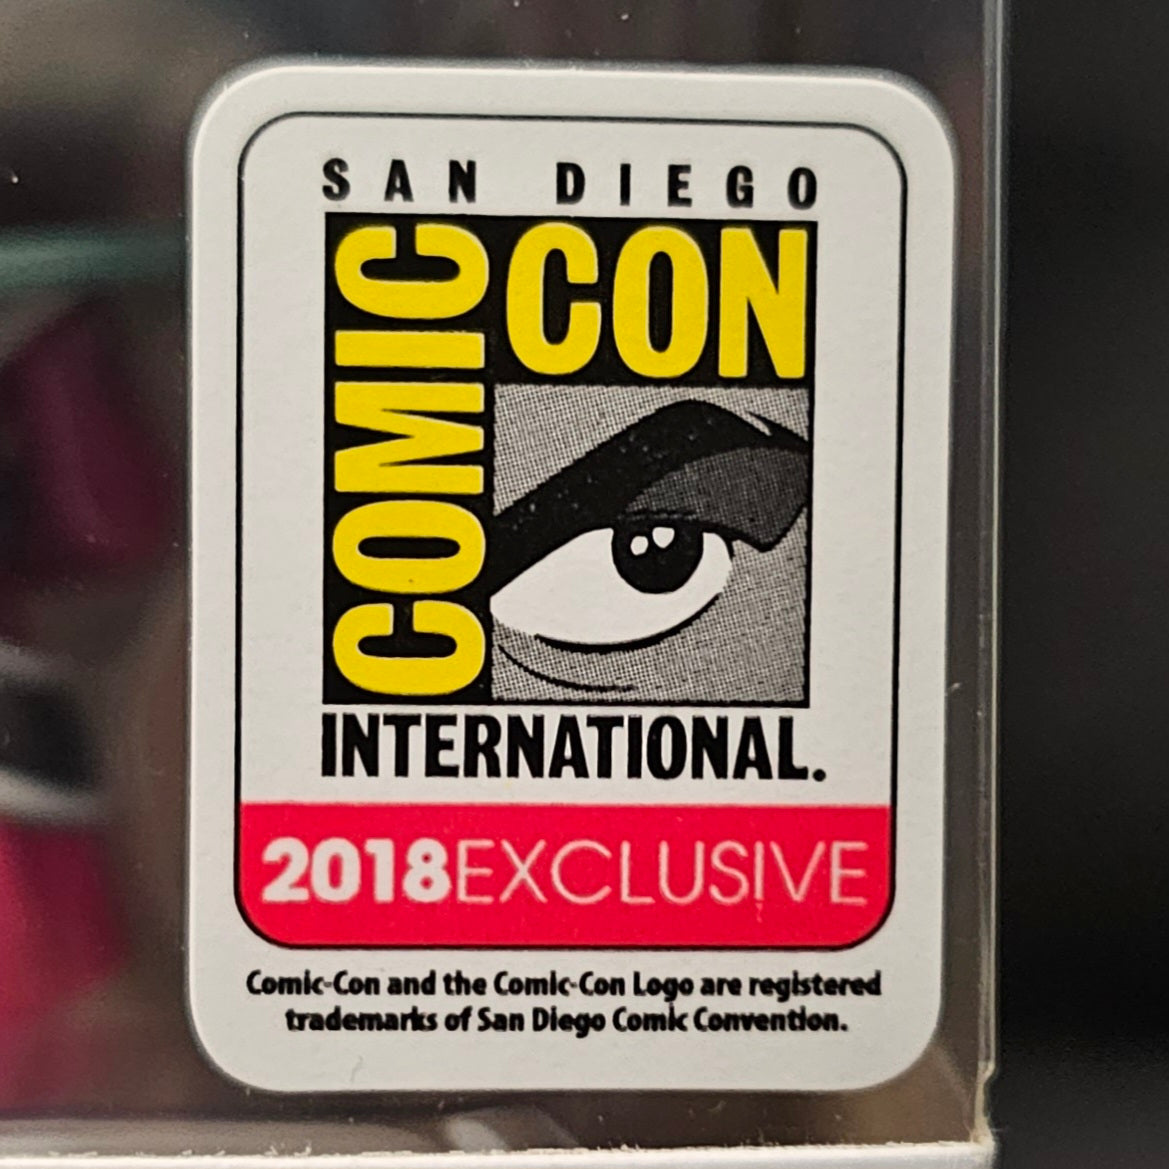 SAN DIEGO
COMIC CON
INTERNATIONAL.
2018EXCLUSIVE
Comic-Con and the Comic-Con Logo are registered
trademarks of San Diego Comic Convention.